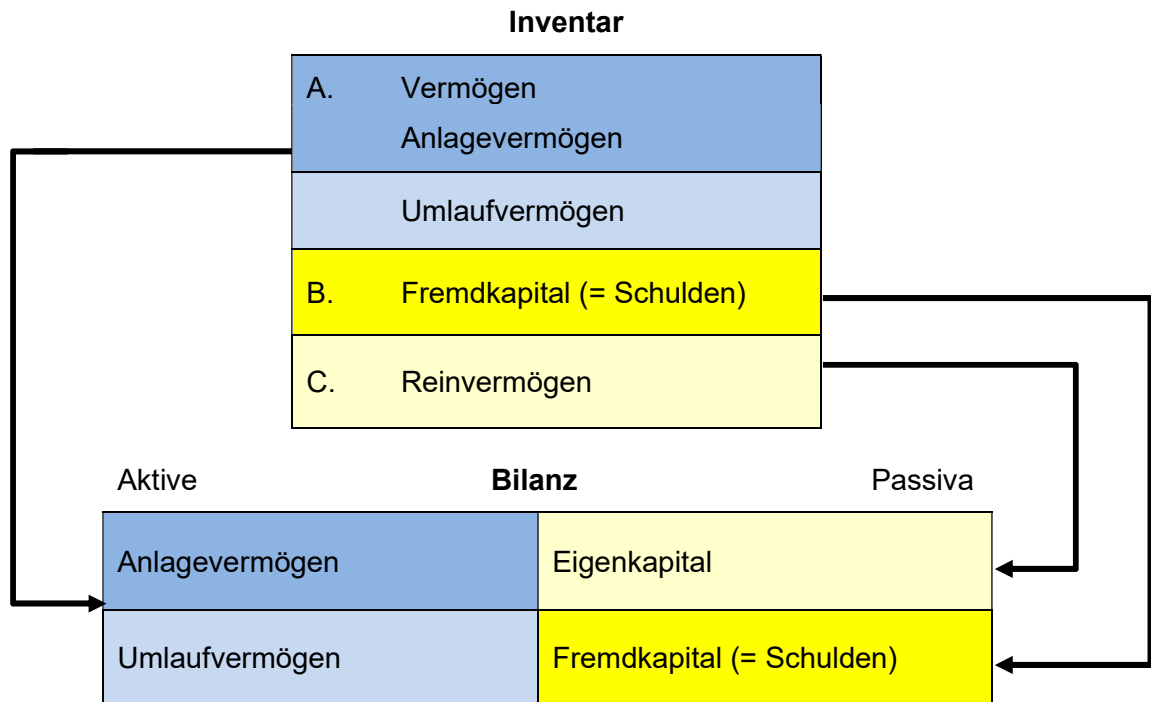 Inventar
A. Vermögen
Anlagevermögen
Umlaufvermögen
B. Fremdkapital (= Schulden)
C. Reinvermögen
Aktive Bilanz Passiva
Anlagevermögen Eigenkapital
Umlaufvermögen Fremdkapital (= Schulden)